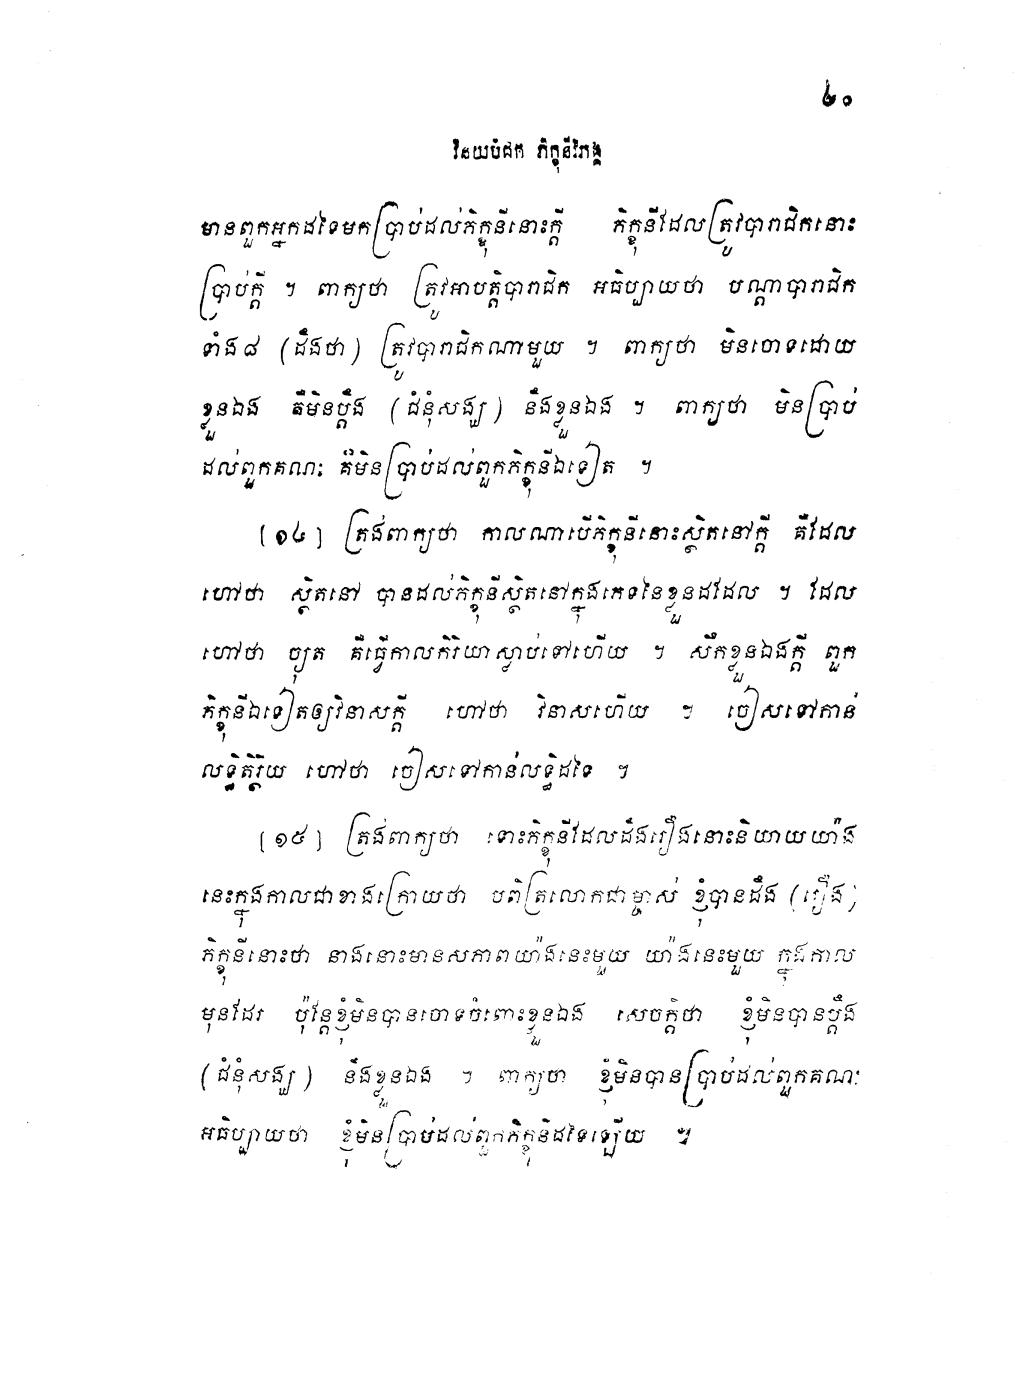 ៤០
វិនយបិដក ភិក្ខុនីវិភង្គ
មានពួកអ្នកដទៃមកប្រាប់ដល់ភិក្ខុនីនោះក្ដី ភិក្ខុនីដែលត្រូវបារាជិកនោះ
ប្រាប់ក្ដី ។ ពាក្យថា ត្រូវអាបត្តិបារាជិក អធិប្បាយថា បណ្ដាបារាជិក
ទាំង៨ (ដឹងថា) ត្រូវបារាជិកណាមួយ ។ ពាក្យថា មិនចោទដោយ
ខ្លួនឯង គឺមិនប្ដឹង (ជំនុំសង្ឃ) នឹងខ្លួនឯង ។ ពាក្យថា មិនប្រាប់
ដល់ពួកគណៈ គឺមិនប្រាប់ដល់ពួកភិក្ខុនីឯទៀត ។
[១៤] ត្រង់ពាក្យថា កាលណាបើភិក្ខុនីនោះស្ថិតនៅក្ដី គឺដែល
ហៅថា ស្ថិតនៅ បានដល់ភិក្ខុនីស្ថិតនៅក្នុងភេទនៃខ្លួនដដែល ។ ដែល
ហៅថា ច្យុត គឺធ្វើកាលកិរិយាស្លាប់ទៅហើយ ។ សឹកខ្លួនឯងក្ដី ពួក
ភិក្ខុនីឯទៀតឲ្យវិនាសក្ដី ហៅថា វិនាសហើយ ។ ចៀសទៅកាន់
លទ្ធិតិរ្ថិយ ហៅថា ចៀសទៅកាន់លទ្ធិដទៃ ។
[១៥] ត្រង់ពាក្យថា ទោះភិក្ខុនីដែលដឹងរឿងនោះនិយាយយ៉ាង
នេះក្នុងកាលជាខាងក្រោយថា បពិត្រលោកជាម្ចាស់ ខ្ញុំបានដឹង (រឿង)
ភិក្ខុនីនោះថា នាងនោះមានសភាពយ៉ាងនេះមួយ យ៉ាងនេះមួយ ក្នុងកាល
មុនដែរ ប៉ុន្តែខ្ញុំមិនបានចោទចំពោះខ្លួនឯង សេចក្ដិថា ខ្ញុំមិនបានប្ដឹង
(ជំនុំសង្ឃ) នឹងខ្លួនឯង ។ ពាក្យថា ខ្ញុំមិនបានប្រាប់ដល់ពួកគណៈ
អធិប្បាយថា ខ្ញុំមិនប្រាប់ដល់ពួកភិក្ខុនិដទៃឡើយ ៕